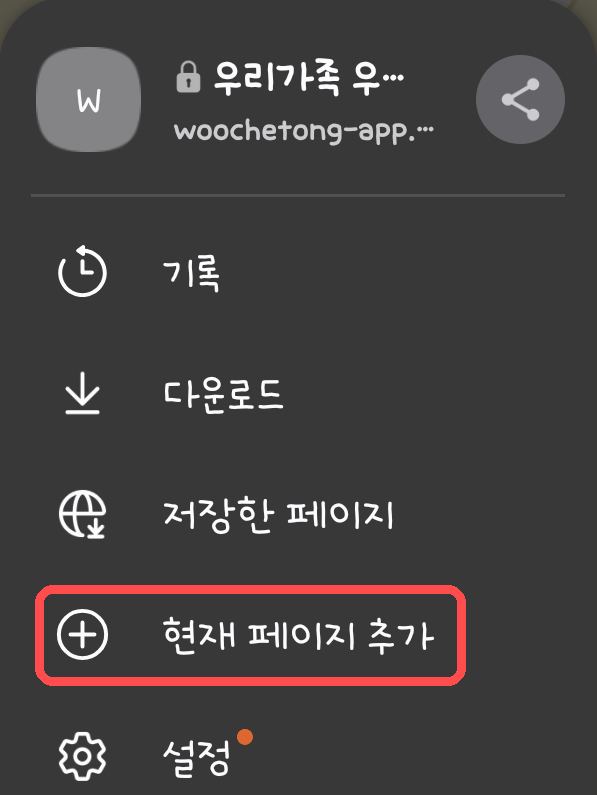 W
우리가족 우…
woochetong-app.…
기록
다운로드
저장한 페이지
현재 페이지 추가
설정